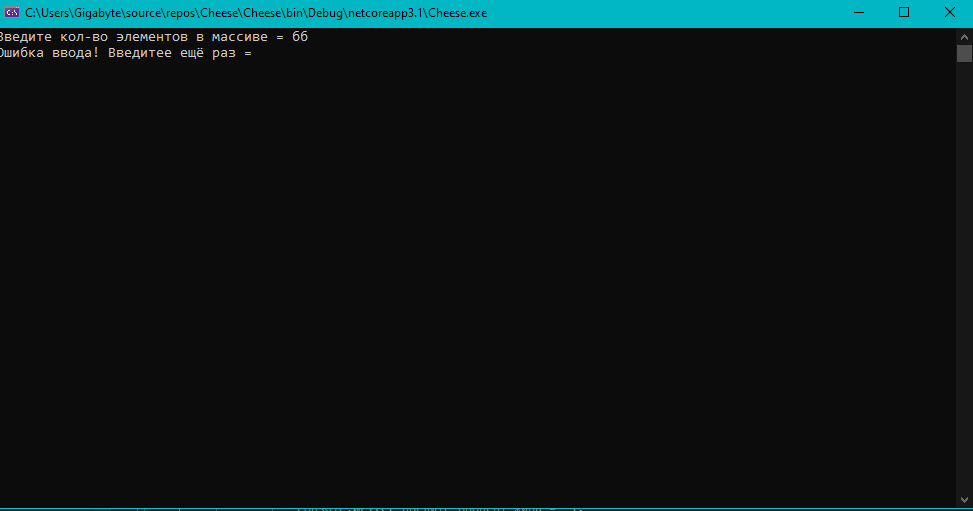 C:\Users\Gigabyte\source\repos\Cheese\Cheese\bin\Debug\netcoreapp3.1\Cheese.exe
Введите кол-во элементов в массиве = бб
Ошибка ввода! Введитее ещё раз =